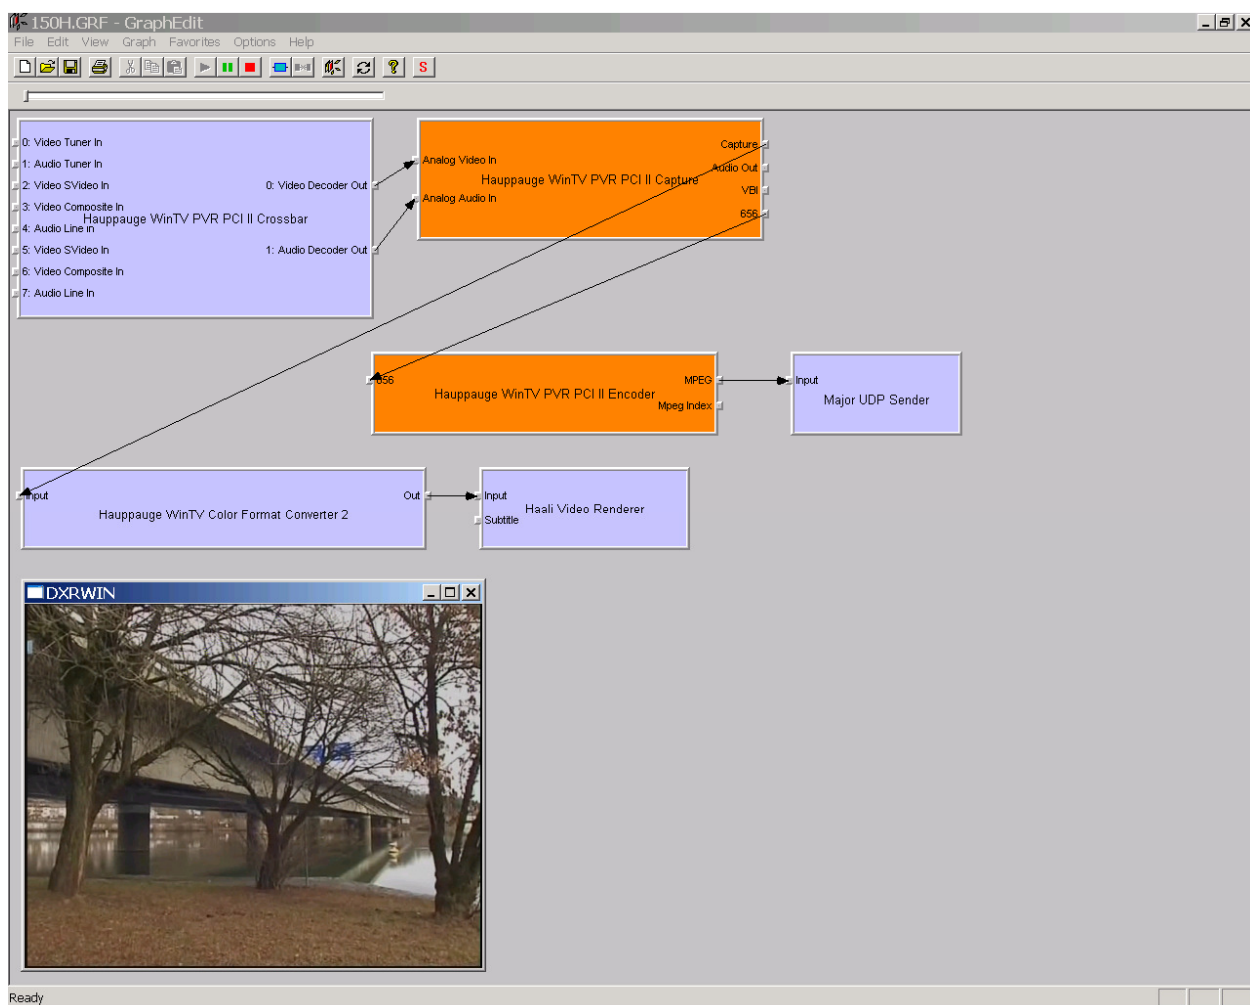 150H.GRF - GraphEdit
File Edit View Graph Favorites Options Help
S
0: Video Tuner In
1: Audio Tuner In
2: Video SVideo In
0: Video Decoder Out
3: Video Composite In
Hauppauge WinTV PVR PCI II Crossbar
4: Audio Line in
5: Video SVideo In
1: Audio Decoder Out
6: Video Composite In
7: Audio Line In
Capture
Analog Video In
Audio Out
Hauppauge WinTV PVR PCI II Capture
VBI
Analog Audio In
656
656
MPEG
Hauppauge WinTV PVR PCI II Encoder
Mpeg Index
Input
Major UDP Sender
Input
Out
Hauppauge WinTV Color Format Converter 2
Input
Haali Video Renderer
Subtitle
DXRWIN
Ready